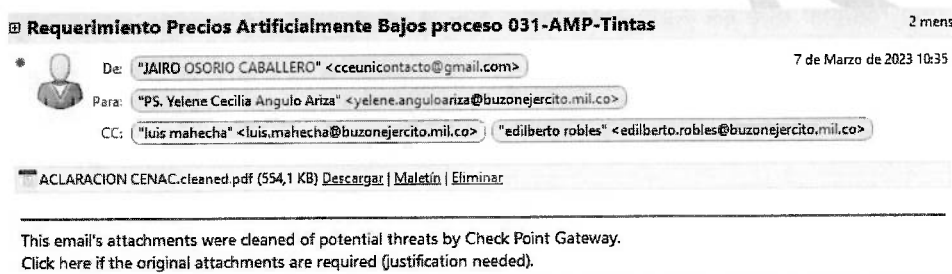 Requerimiento Precios Artificialmente Bajos proceso 031-AMP-Tintas 2 mens
De: "JAIRO OSORIO CABALLERO" <cceunicontacto@gmail.com> 7 de Marzo de 2023 10:35
Para: "PS. Yelene Cecilia Angulo Ariza" <yelene.anguloariza@buzonejercito.mil.co>
CC: "luis mahecha" <luis.mahecha@buzonejercito.mil.co> "edilberto robles" <edilberto.robles@buzonejercito.mil.co>
ACLARACION CENAC.cleaned.pdf (554,1 KB) Descargar | Maletín | Eliminar
This email's attachments were cleaned of potential threats by Check Point Gateway.
Click here if the original attachments are required (justification needed).